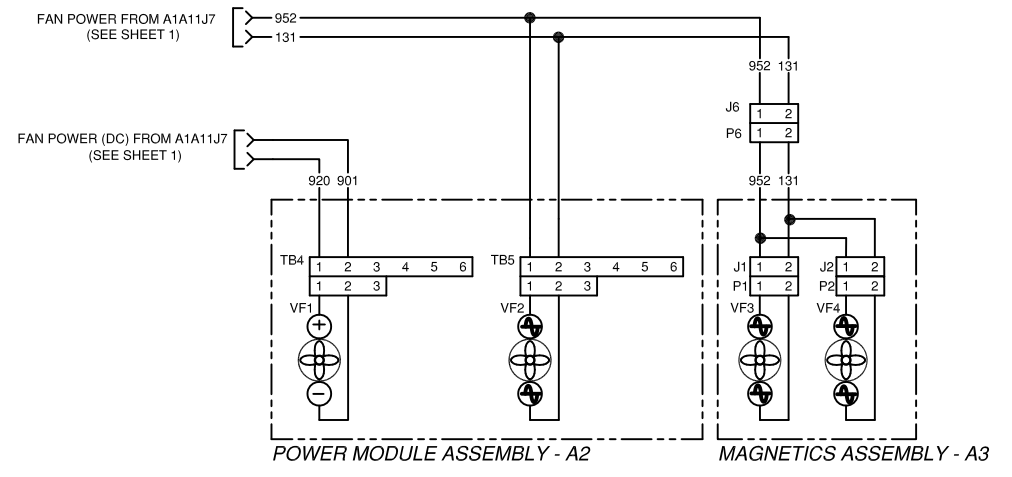 FAN POWER FROM A1A11J7
(SEE SHEET 1)
952
131
952 131
J6 1 2
P6 1 2
FAN POWER (DC) FROM A1A11J7
(SEE SHEET 1)
920 901
952 131
TB4 1 2 3 4 5 6
1 2 3
TB5 1 2 3 4 5 6
1 2 3
J1 1 2
P1 1 2
J2 1 2
P2 1 2
VF1
VF2
VF3
VF4
POWER MODULE ASSEMBLY - A2
MAGNETICS ASSEMBLY - A3